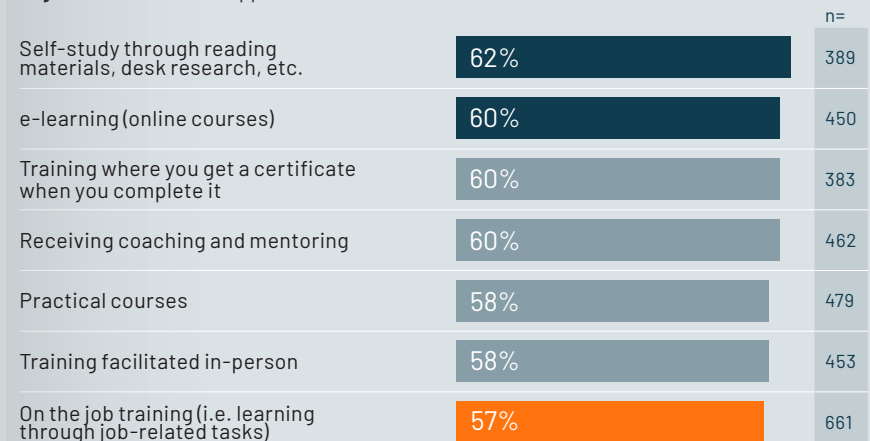 n=
Self-study through reading
materials, desk research, etc.
62%
389
e-learning (online courses)
60%
450
Training where you get a certificate
when you complete it
60%
383
Receiving coaching and mentoring
60%
462
Practical courses
58%
479
Training facilitated in-person
58%
453
On the job training (i.e. learning
through job-related tasks)
57%
661